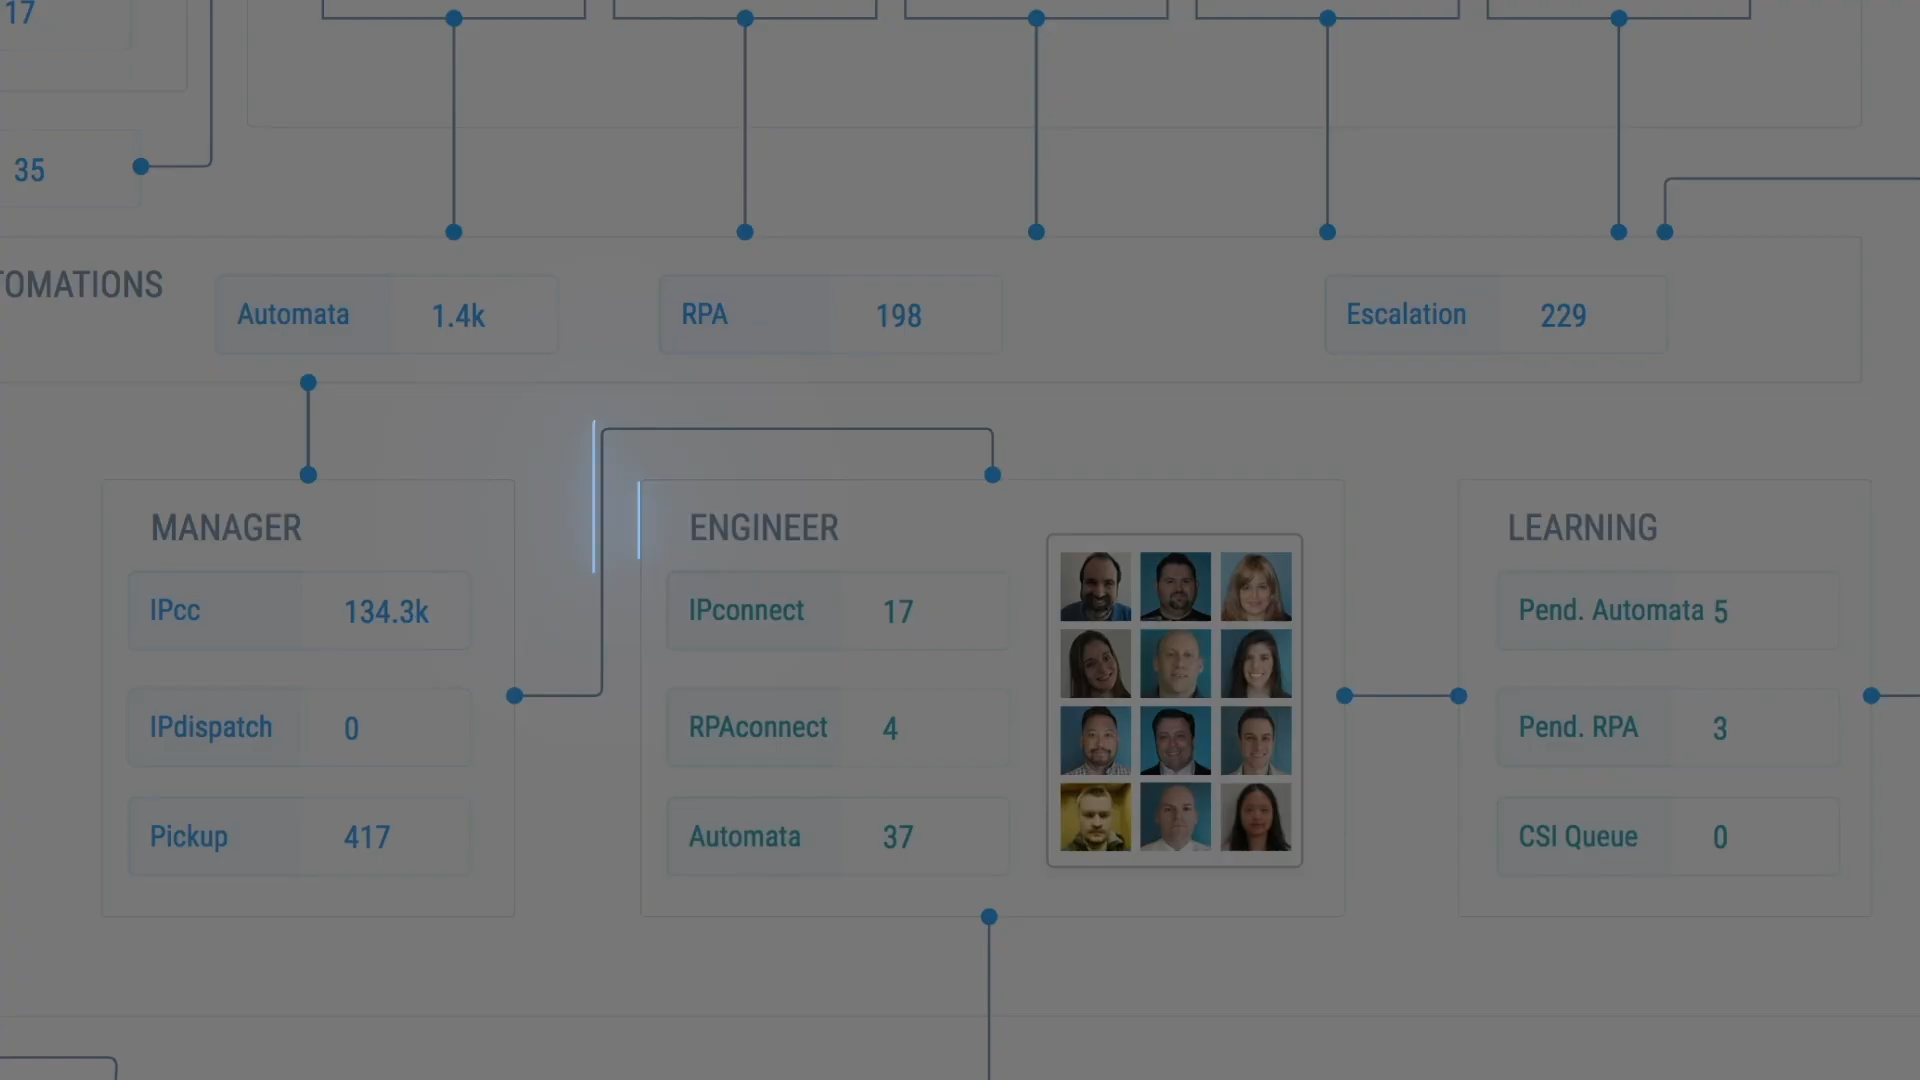 17
35
TOMATIONS
Automata 1.4k
RPA 198
Escalation 229
MANAGER
IPcc 134.3k
IPdispatch 0
Pickup 417
ENGINEER
IPconnect 17
RPAconnect 4
Automata 37
LEARNING
Pend. Automata 5
Pend. RPA 3
CSI Queue 0